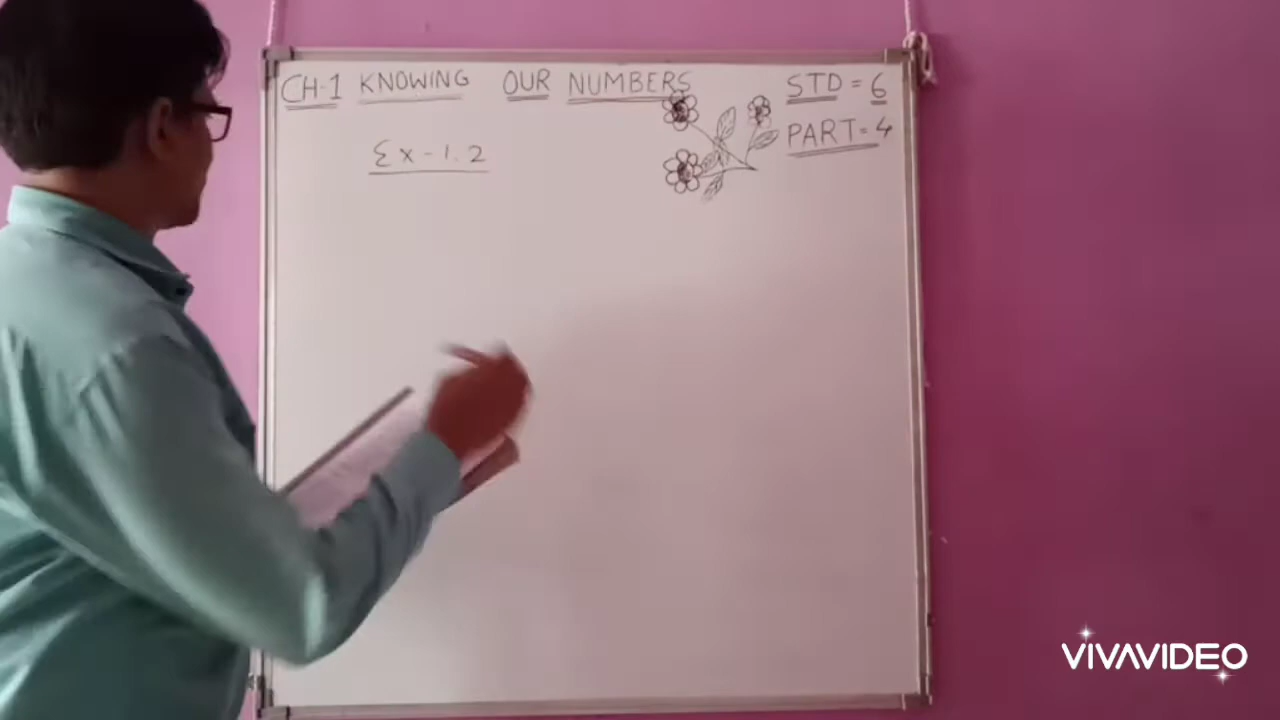 CH-1 KNOWING OUR NUMBERS
STD = 6
PART = 4
Ex - 1.2
VIVAVIDEO